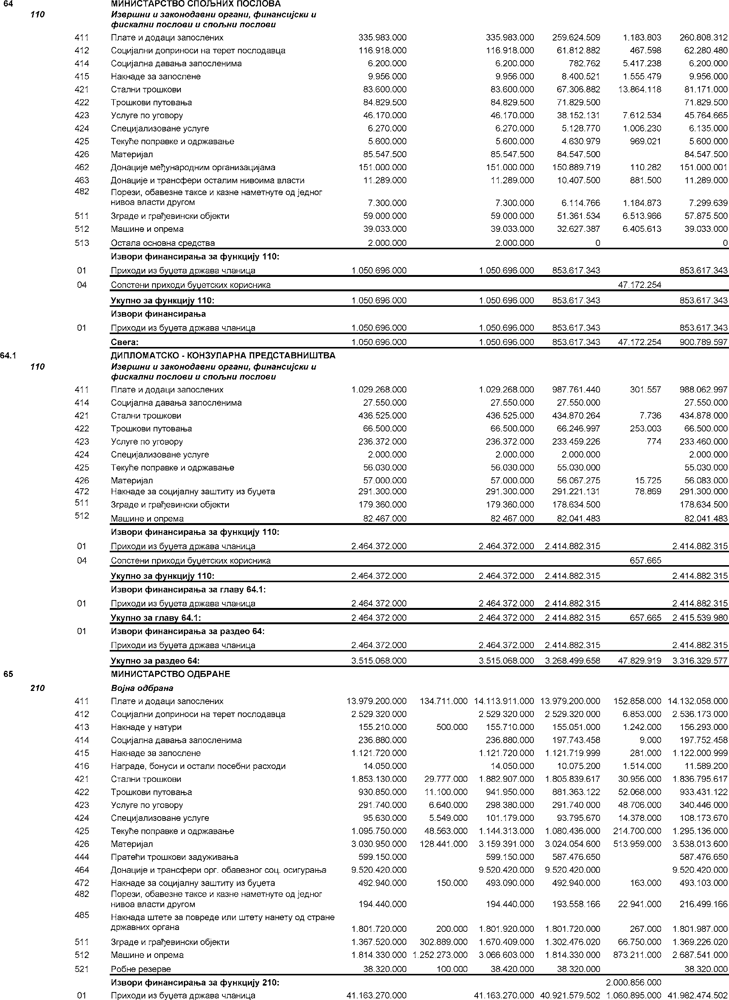 64 МИНИСТАРСТВО СПОЉНИХ ПОСЛОВА
110 Извршни и законодавни органи, финансијски и
фискални послови и спољни послови
411 Плате и додаци запослених 335.983.000 335.983.000 259.624.509 1.183.803 260.808.312
412 Социјални доприноси на терет послодавца 116.918.000 116.918.000 61.812.882 467.598 62.280.480
414 Социјална давања запосленима 6.200.000 6.200.000 782.762 5.417.238 6.200.000
415 Накнаде за запослене 9.956.000 9.956.000 8.400.521 1.555.479 9.956.000
421 Стални трошкови 83.600.000 83.600.000 67.306.882 13.864.118 81.171.000
422 Трошкови путовања 84.829.500 84.829.500 71.829.500 71.829.500
423 Услуге по уговору 46.170.000 46.170.000 38.152.131 7.612.534 45.764.665
424 Специјализоване услуге 6.270.000 6.270.000 5.128.770 1.006.230 6.135.000
425 Текуће поправке и одржавање 5.600.000 5.600.000 4.630.979 969.021 5.600.000
426 Материјал 85.547.500 85.547.500 84.547.500 84.547.500
462 Донације међународним организацијама 151.000.000 151.000.000 150.889.719 110.282 151.000.001
463 Донације и трансфери осталим нивоима власти 11.289.000 11.289.000 10.407.500 881.500 11.289.000
482 Порези, обавезне таксе и казне наметнуте од једног
нивоа власти другом 7.300.000 7.300.000 6.114.766 1.184.873 7.299.639
511 Зграде и грађевински објекти 59.000.000 59.000.000 51.361.534 6.513.966 57.875.500
512 Машине и опрема 39.033.000 39.033.000 32.627.387 6.405.613 39.033.000
513 Остала основна средства 2.000.000 2.000.000 0 0
Извори финансирања за функцију 110:
01 Приходи из буџета држава чланица 1.050.696.000 1.050.696.000 853.617.343 853.617.343
04 Сопстени приходи буџетских корисника 47.172.254
Укупно за функцију 110: 1.050.696.000 1.050.696.000 853.617.343 853.617.343
Извори финансирања
01 Приходи из буџета држава чланица 1.050.696.000 1.050.696.000 853.617.343 853.617.343
Свега: 1.050.696.000 1.050.696.000 853.617.343 47.172.254 900.789.597
64.1 ДИПЛОМАТСКО - КОНЗУЛАРНА ПРЕДСТАВНИШТВА
110 Извршни и законодавни органи, финансијски и
фискални послови и спољни послови
411 Плате и додаци запослених 1.029.268.000 1.029.268.000 987.761.440 301.557 988.062.997
414 Социјална давања запосленима 27.550.000 27.550.000 27.550.000 27.550.000
421 Стални трошкови 436.525.000 436.525.000 434.870.264 7.736 434.878.000
422 Трошкови путовања 66.500.000 66.500.000 66.246.997 253.003 66.500.000
423 Услуге по уговору 236.372.000 236.372.000 233.459.226 774 233.460.000
424 Специјализоване услуге 2.000.000 2.000.000 2.000.000 2.000.000
425 Текуће поправке и одржавање 56.030.000 56.030.000 55.030.000 55.030.000
426 Материјал 57.000.000 57.000.000 56.067.275 15.725 56.083.000
472 Накнаде за социјалну заштиту из буџета 291.300.000 291.300.000 291.221.131 78.869 291.300.000
511 Зграде и грађевински објекти 179.360.000 179.360.000 178.634.500 178.634.500
512 Машине и опрема 82.467.000 82.467.000 82.041.483 82.041.483
Извори финансирања за функцију 110:
01 Приходи из буџета држава чланица 2.464.372.000 2.464.372.000 2.414.882.315 2.414.882.315
04 Сопстени приходи буџетских корисника 657.665
Укупно за функцију 110: 2.464.372.000 2.464.372.000 2.414.882.315 2.414.882.315
Извори финансирања за главу 64.1:
01 Приходи из буџета држава чланица 2.464.372.000 2.464.372.000 2.414.882.315 2.414.882.315
Укупно за главу 64.1: 2.464.372.000 2.464.372.000 2.414.882.315 657.665 2.415.539.980
01 Извори финансирања за раздео 64:
Приходи из буџета држава чланица 2.464.372.000 2.464.372.000 2.414.882.315 2.414.882.315
Укупно за раздео 64: 3.515.068.000 3.515.068.000 3.268.499.658 47.829.919 3.316.329.577
65 МИНИСТАРСТВО ОДБРАНЕ
210 Војна одбрана
411 Плате и додаци запослених 13.979.200.000 134.711.000 14.113.911.000 13.979.200.000 152.858.000 14.132.058.000
412 Социјални доприноси на терет послодавца 2.529.320.000 2.529.320.000 2.529.320.000 6.853.000 2.536.173.000
413 Накнаде у натури 155.210.000 500.000 155.710.000 155.051.000 1.242.000 156.293.000
414 Социјална давања запосленима 236.880.000 236.880.000 197.743.458 9.000 197.752.458
415 Накнаде за запослене 1.121.720.000 1.121.720.000 1.121.719.999 281.000 1.122.000.999
416 Награде, бонуси и остали посебни расходи 14.050.000 14.050.000 10.075.200 1.514.000 11.589.200
421 Стални трошкови 1.853.130.000 29.777.000 1.882.907.000 1.805.839.617 30.956.000 1.836.795.617
422 Трошкови путовања 930.850.000 11.100.000 941.950.000 881.363.122 52.068.000 933.431.122
423 Услуге по уговору 291.740.000 6.640.000 298.380.000 291.740.000 48.706.000 340.446.000
424 Специјализоване услуге 95.630.000 5.549.000 101.179.000 93.795.670 14.378.000 108.173.670
425 Текуће поправке и одржавање 1.095.750.000 48.563.000 1.144.313.000 1.080.436.000 214.700.000 1.295.136.000
426 Материјал 3.030.950.000 128.441.000 3.159.391.000 3.024.054.600 513.959.000 3.538.013.600
444 Пратећи трошкови задуживања 599.150.000 599.150.000 587.476.650 587.476.650
464 Донације и трансфери орг. обавезног соц. осигурања 9.520.420.000 9.520.420.000 9.520.420.000 9.520.420.000
472 Накнаде за социјалну заштиту из буџета 492.940.000 150.000 493.090.000 492.940.000 163.000 493.103.000
482 Порези, обавезне таксе и казне наметнуте од једног
нивоа власти другом 194.440.000 194.440.000 193.558.166 22.941.000 216.499.166
485 Накнада штете за повреде или штету нанету од стране
државних органа 1.801.720.000 200.000 1.801.920.000 1.801.720.000 267.000 1.801.987.000
511 Зграде и грађевински објекти 1.367.520.000 302.889.000 1.670.409.000 1.302.476.020 66.750.000 1.369.226.020
512 Машине и опрема 1.814.330.000 1.252.273.000 3.066.603.000 1.814.330.000 873.211.000 2.687.541.000
521 Робне резерве 38.320.000 100.000 38.420.000 38.320.000 38.320.000
Извори финансирања за функцију 210: 2.000.856.000
01 Приходи из буџета држава чланица 41.163.270.000 41.163.270.000 40.921.579.502 1.060.895.000 41.982.474.502